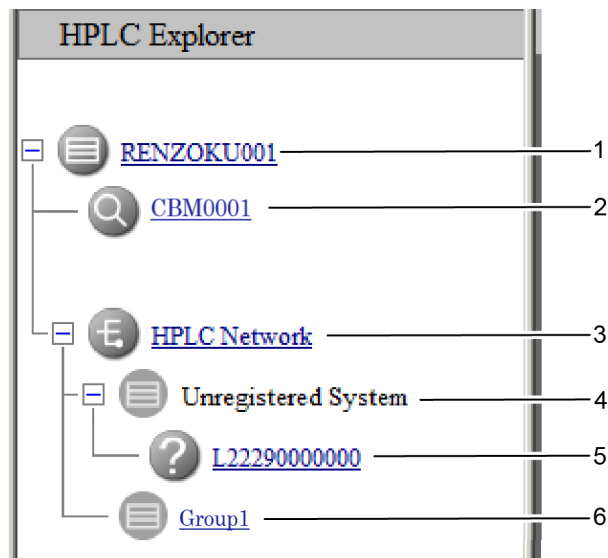 HPLC Explorer
RENZOKU001 1
CBM0001 2
HPLC Network 3
Unregistered System 4
? L22290000000 5
Group1 6